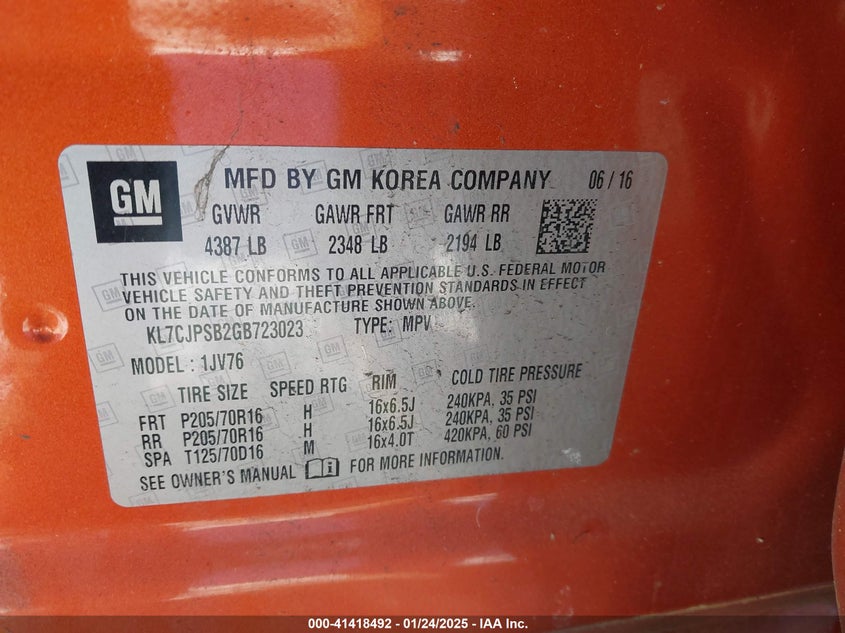 GM MFD BY GM KOREA COMPANY 06/16
GVWR GAWR FRT GAWR RR
4387 LB 2348 LB 2194 LB
THIS VEHICLE CONFORMS TO ALL APPLICABLE U.S. FEDERAL MOTOR
VEHICLE SAFETY AND THEFT PREVENTION STANDARDS IN EFFECT
ON THE DATE OF MANUFACTURE SHOWN ABOVE.
KL7CJPSB2GB723023 TYPE: MPV
MODEL : 1JV76
TIRE SIZE SPEED RTG RIM COLD TIRE PRESSURE
FRT P205/70R16 H 16x6.5J 240KPA, 35 PSI
RR P205/70R16 H 16x6.5J 240KPA, 35 PSI
SPA T125/70D16 M 16x4.0T 420KPA, 60 PSI
SEE OWNER'S MANUAL FOR MORE INFORMATION.
000-41418492 - 01/24/2025 - IAA Inc.